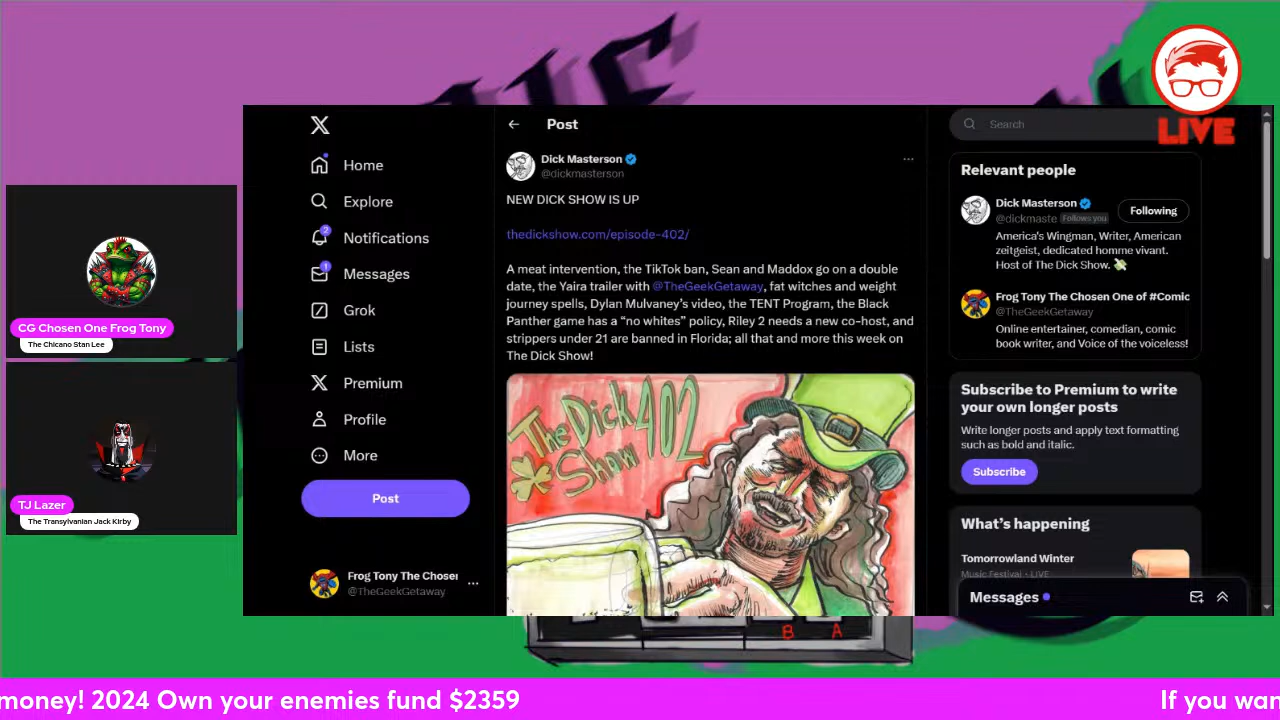 LIVE
Home
Explore
2
Notifications
1
Messages
Grok
Lists
Premium
Profile
More
Post
Frog Tony The Chosen
@TheGeekGetaway
Post
Dick Masterson
@dickmasterson
NEW DICK SHOW IS UP
thedickshow.com/episode-402/
A meat intervention, the TikTok ban, Sean and Maddox go on a double
date, the Yaira trailer with @TheGeekGetaway, fat witches and weight
journey spells, Dylan Mulvaney's video, the TENT Program, the Black
Panther game has a “no whites” policy, Riley 2 needs a new co-host, and
strippers under 21 are banned in Florida; all that and more this week on
The Dick Show!
The Dick
Show 402
Search
Relevant people
Dick Masterson
@dickmaste Follows you
Following
America's Wingman, Writer, American
zeitgeist, dedicated homme vivant.
Host of The Dick Show.
Frog Tony The Chosen One of #Comic
@TheGeekGetaway
Online entertainer, comedian, comic
book writer, and Voice of the voiceless!
Subscribe to Premium to write
your own longer posts
Write longer posts and apply text formatting
such as bold and italic.
Subscribe
What's happening
Tomorrowland Winter
Music Festival · LIVE
Messages
CG Chosen One Frog Tony
The Chicano Stan Lee
TJ Lazer
The Transylvanian Jack Kirby
B A
money! 2024 Own your enemies fund $2359
If you wan